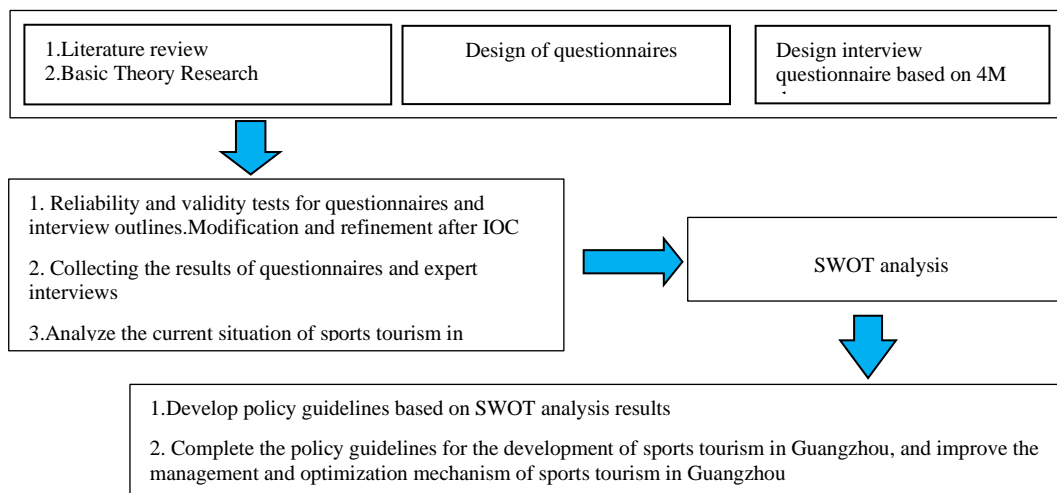 1.Literature review
2.Basic Theory Research
Design of questionnaires
Design interview
questionnaire based on 4M
1. Reliability and validity tests for questionnaires and
interview outlines.Modification and refinement after IOC
2. Collecting the results of questionnaires and expert
interviews
3.Analyze the current situation of sports tourism in
SWOT analysis
1.Develop policy guidelines based on SWOT analysis results
2. Complete the policy guidelines for the development of sports tourism in Guangzhou, and improve the
management and optimization mechanism of sports tourism in Guangzhou